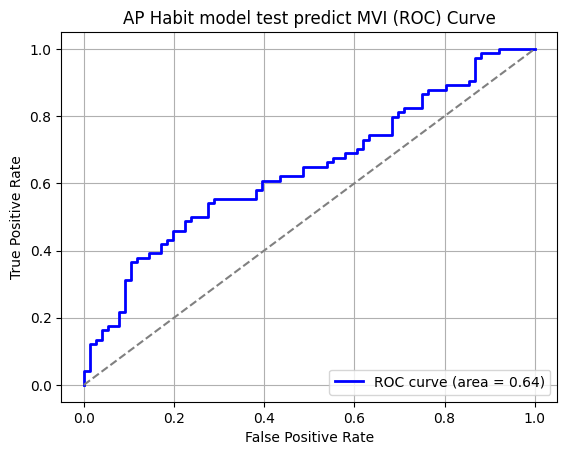 AP Habit model test predict MVI (ROC) Curve
True Positive Rate
1.0
0.8
0.6
0.4
0.2
0.0
ROC curve (area = 0.64)
0.0 0.2 0.4 0.6 0.8 1.0
False Positive Rate